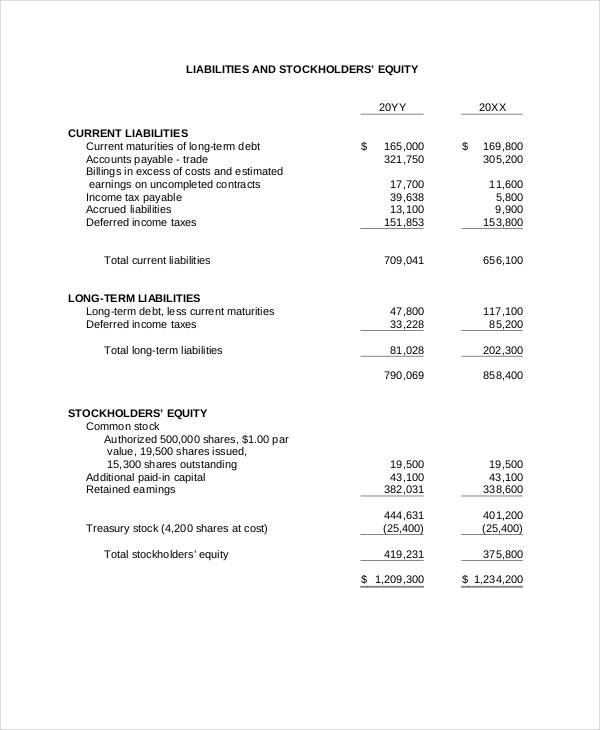 LIABILITIES AND STOCKHOLDERS' EQUITY
20YY 20XX
CURRENT LIABILITIES
Current maturities of long-term debt $ 165,000 $ 169,800
Accounts payable - trade 321,750 305,200
Billings in excess of costs and estimated
earnings on uncompleted contracts 17,700 11,600
Income tax payable 39,638 5,800
Accrued liabilities 13,100 9,900
Deferred income taxes 151,853 153,800
Total current liabilities 709,041 656,100
LONG-TERM LIABILITIES
Long-term debt, less current maturities 47,800 117,100
Deferred income taxes 33,228 85,200
Total long-term liabilities 81,028 202,300
790,069 858,400
STOCKHOLDERS' EQUITY
Common stock
Authorized 500,000 shares, $1.00 par
value, 19,500 shares issued,
15,300 shares outstanding 19,500 19,500
Additional paid-in capital 43,100 43,100
Retained earnings 382,031 338,600
444,631 401,200
Treasury stock (4,200 shares at cost) (25,400) (25,400)
Total stockholders' equity 419,231 375,800
$ 1,209,300 $ 1,234,200